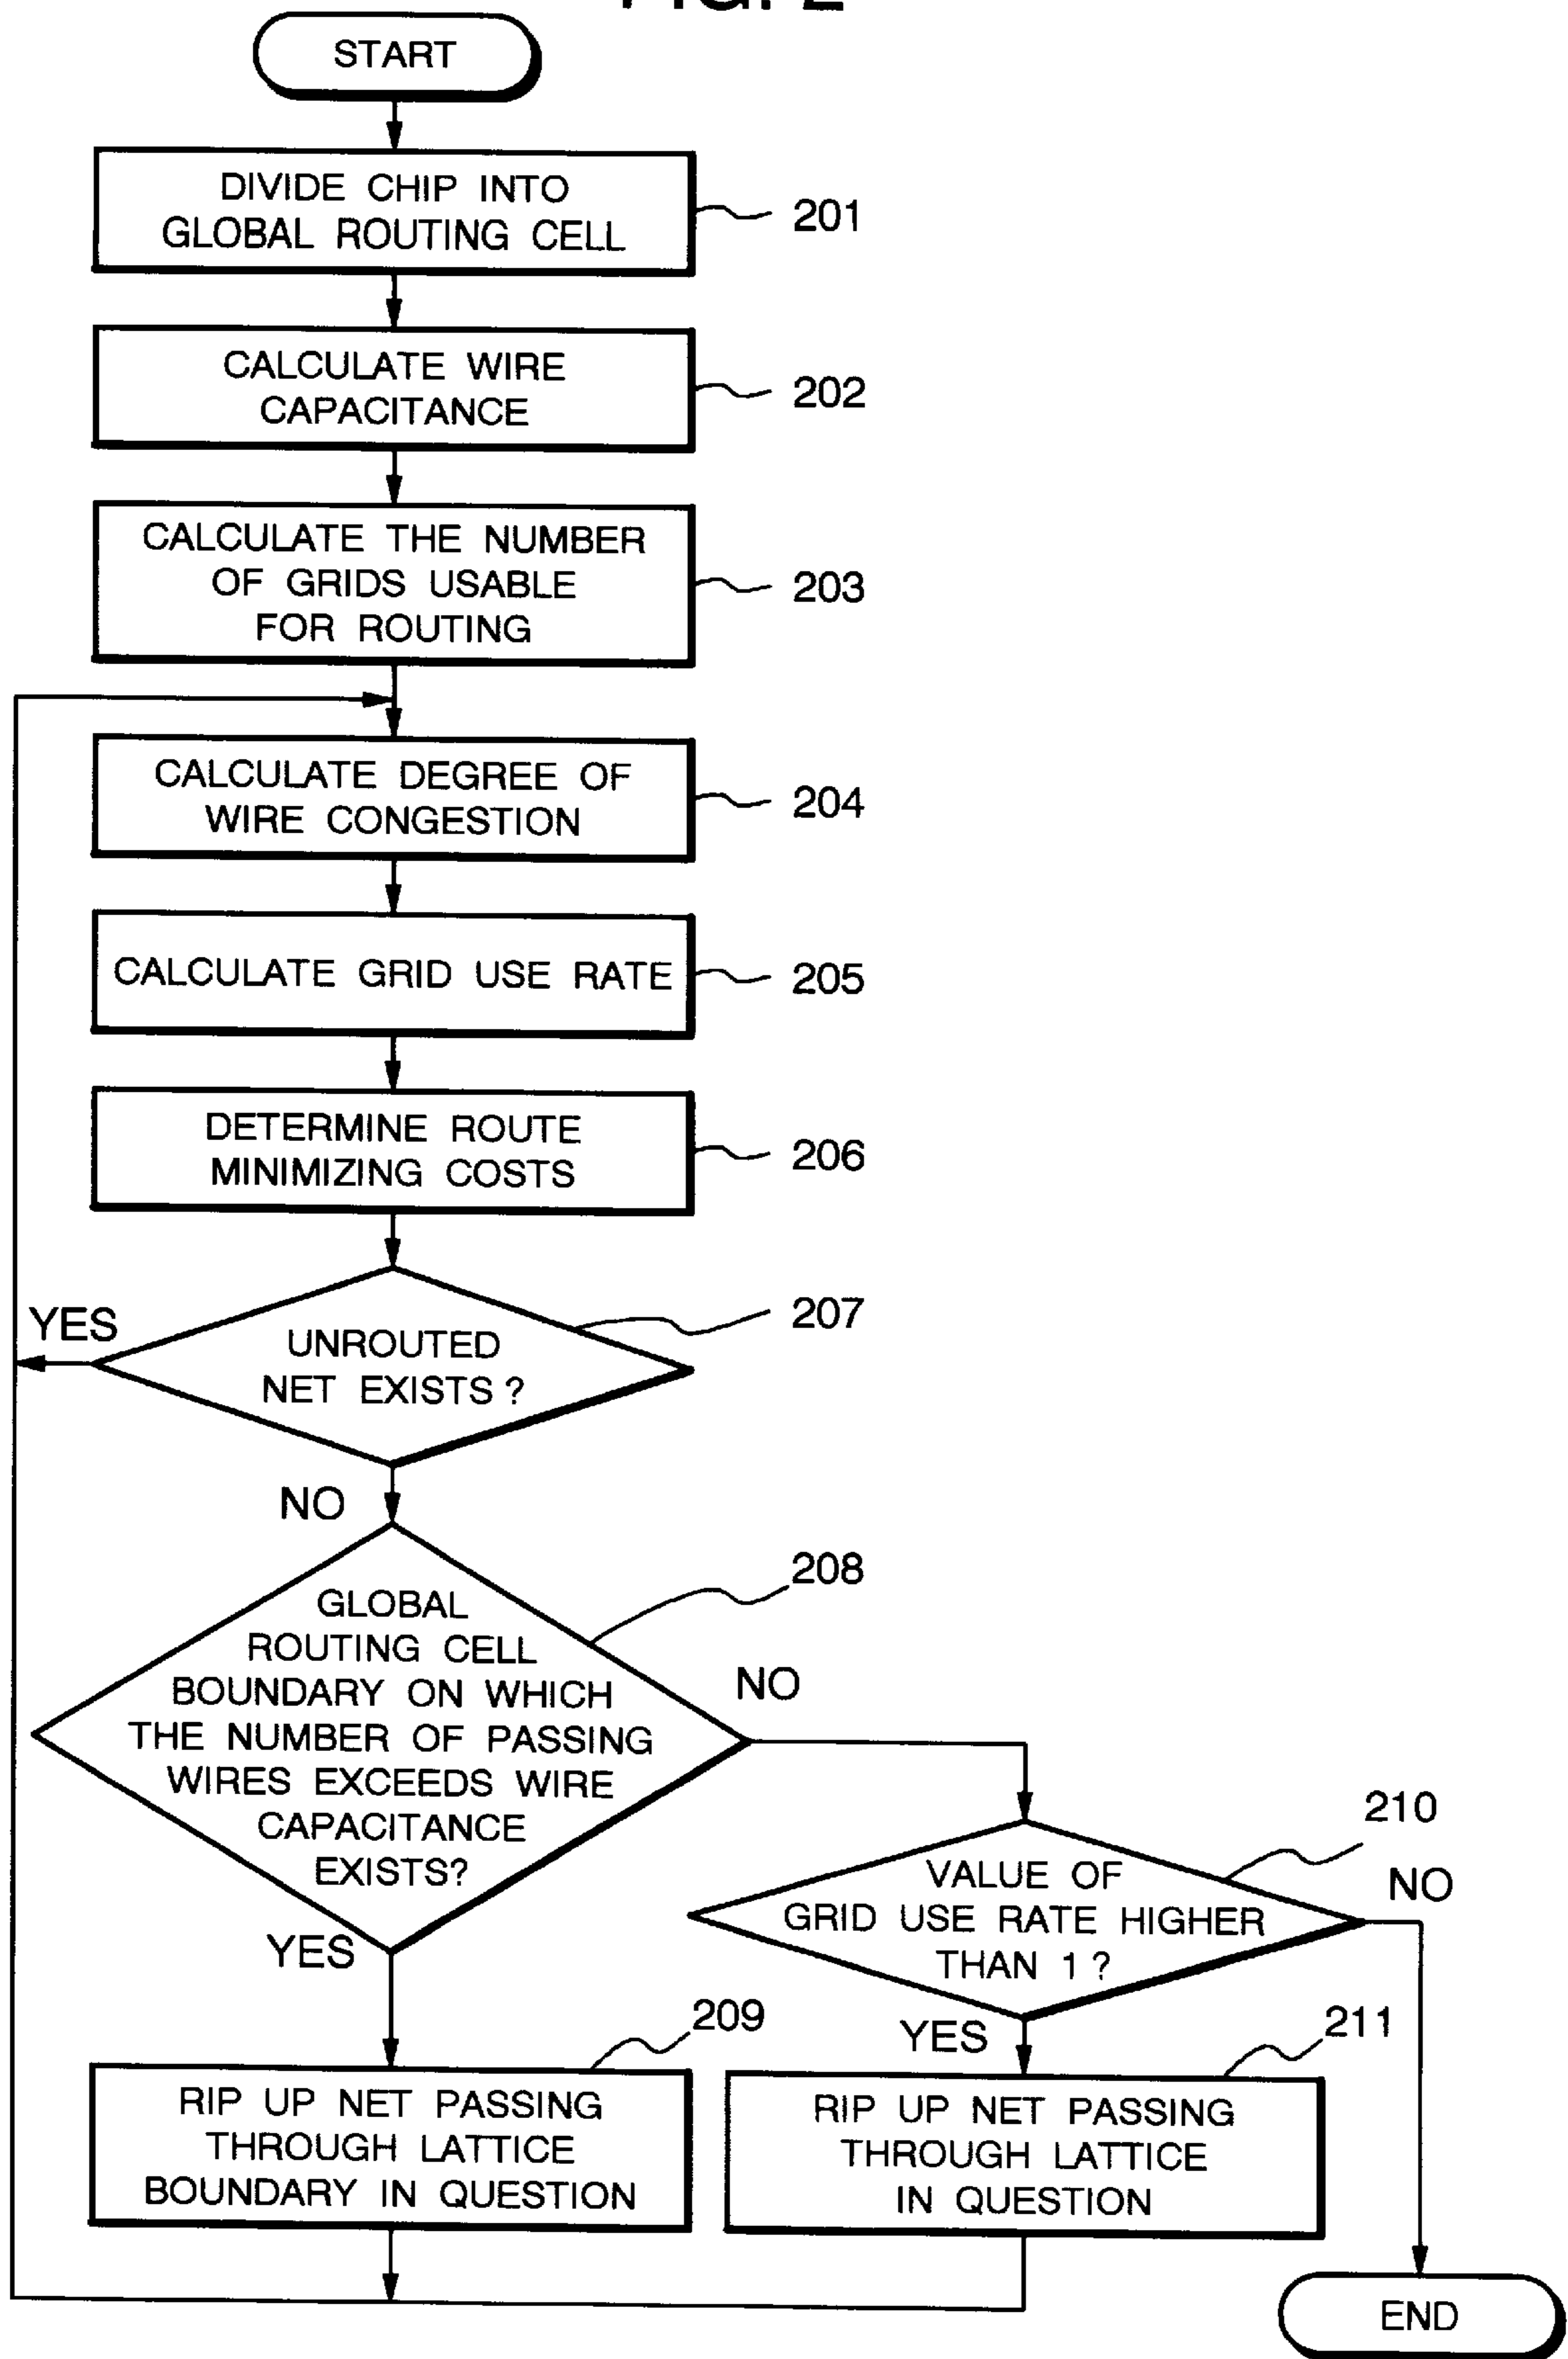 FIG. 2
START
DIVIDE CHIP INTO
GLOBAL ROUTING CELL
201
CALCULATE WIRE
CAPACITANCE
202
CALCULATE THE NUMBER
OF GRIDS USABLE
FOR ROUTING
203
CALCULATE DEGREE OF
WIRE CONGESTION
204
CALCULATE GRID USE RATE
205
DETERMINE ROUTE
MINIMIZING COSTS
206
207
YES
UNROUTED
NET EXISTS?
NO
208
GLOBAL
ROUTING CELL
BOUNDARY ON WHICH
THE NUMBER OF PASSING
WIRES EXCEEDS WIRE
CAPACITANCE
EXISTS?
NO
YES
210
VALUE OF
GRID USE RATE HIGHER
THAN 1?
NO
YES
209
RIP UP NET PASSING
THROUGH LATTICE
BOUNDARY IN QUESTION
211
RIP UP NET PASSING
THROUGH LATTICE
IN QUESTION
END